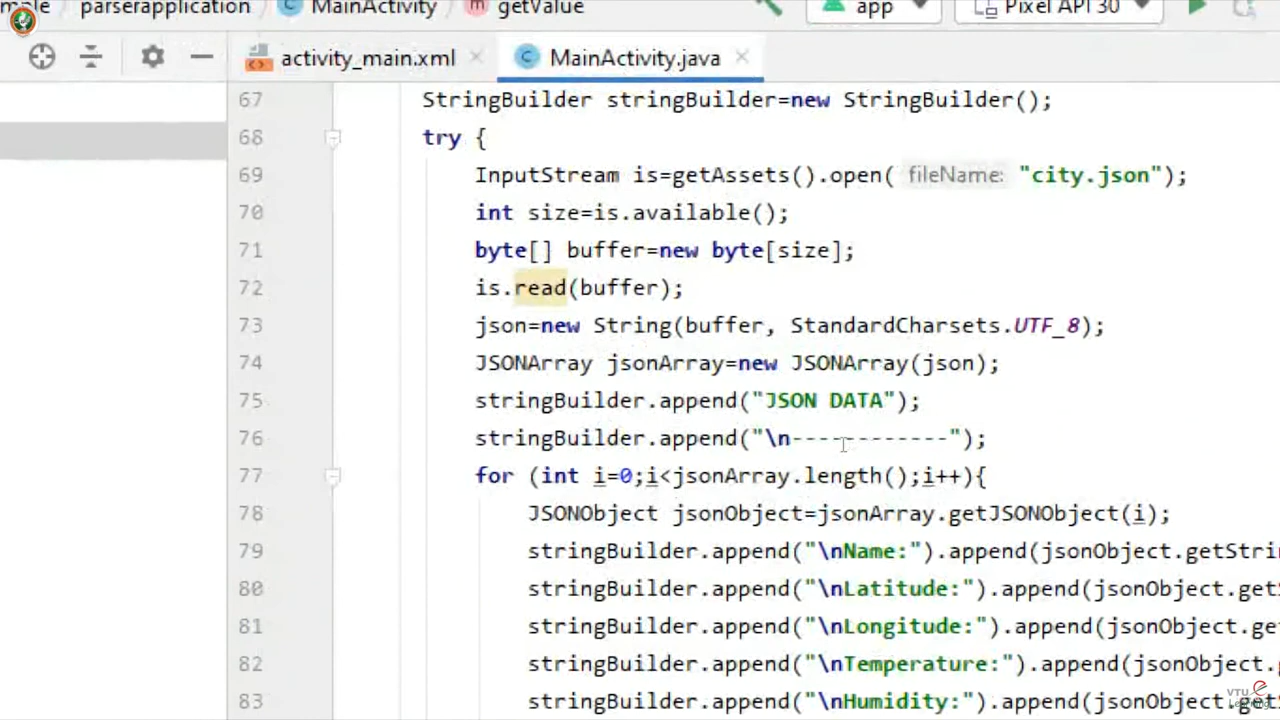 parserapplication MainActivity getValue app Pixel API 30
activity_main.xml MainActivity.java
67 StringBuilder stringBuilder=new StringBuilder();
68 try {
69 InputStream is=getAssets().open( fileName: "city.json");
70 int size=is.available();
71 byte[] buffer=new byte[size];
72 is.read(buffer);
73 json=new String(buffer, StandardCharsets.UTF_8);
74 JSONArray jsonArray=new JSONArray(json);
75 stringBuilder.append("JSON DATA");
76 stringBuilder.append("\n------------");
77 for (int i=0;i<jsonArray.length();i++){
78 JSONObject jsonObject=jsonArray.getJSONObject(i);
79 stringBuilder.append("\nName:").append(jsonObject.getStri
80 stringBuilder.append("\nLatitude:").append(jsonObject.getS
81 stringBuilder.append("\nLongitude:").append(jsonObject.ge
82 stringBuilder.append("\nTemperature:").append(jsonObject.g
83 stringBuilder.append("\nHumidity:").append(jsonObject.get
VTU e
Learning